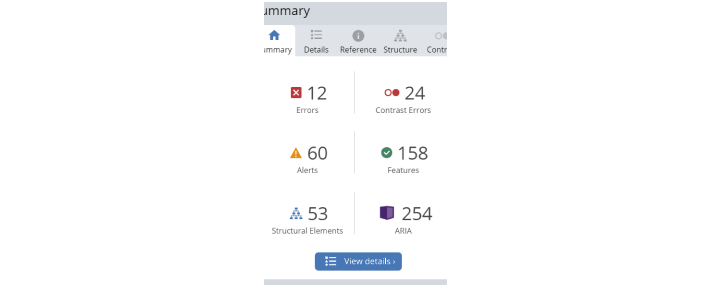 ummary
ummary Details Reference Structure Contr
12 24
Errors Contrast Errors
60 158
Alerts Features
53 254
Structural Elements ARIA
View details ›